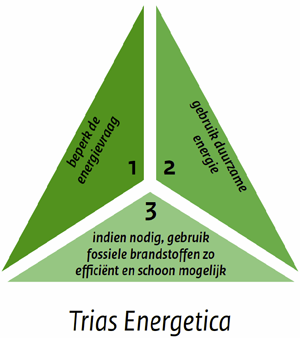 beperk de
energievraag
1
2
gebruik duurzame
energie
3
indien nodig, gebruik
fossiele brandstoffen zo
efficiënt en schoon mogelijk
Trias Energetica